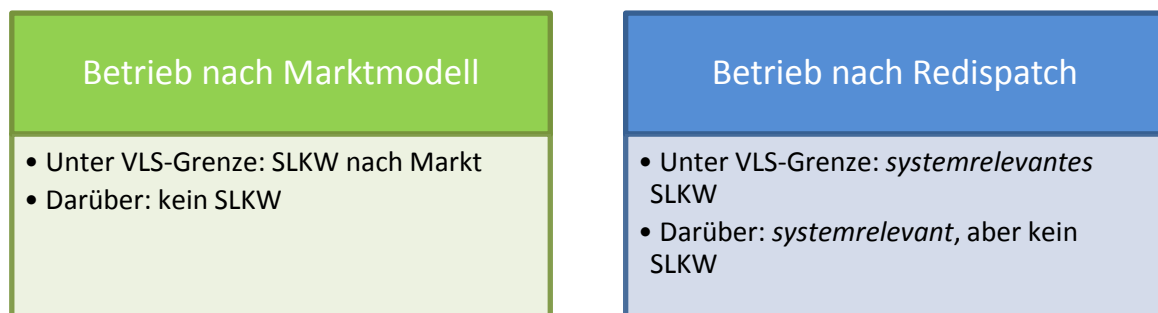 Betrieb nach Marktmodell
• Unter VLS-Grenze: SLKW nach Markt
• Darüber: kein SLKW
Betrieb nach Redispatch
• Unter VLS-Grenze: systemrelevantes
SLKW
• Darüber: systemrelevant, aber kein
SLKW